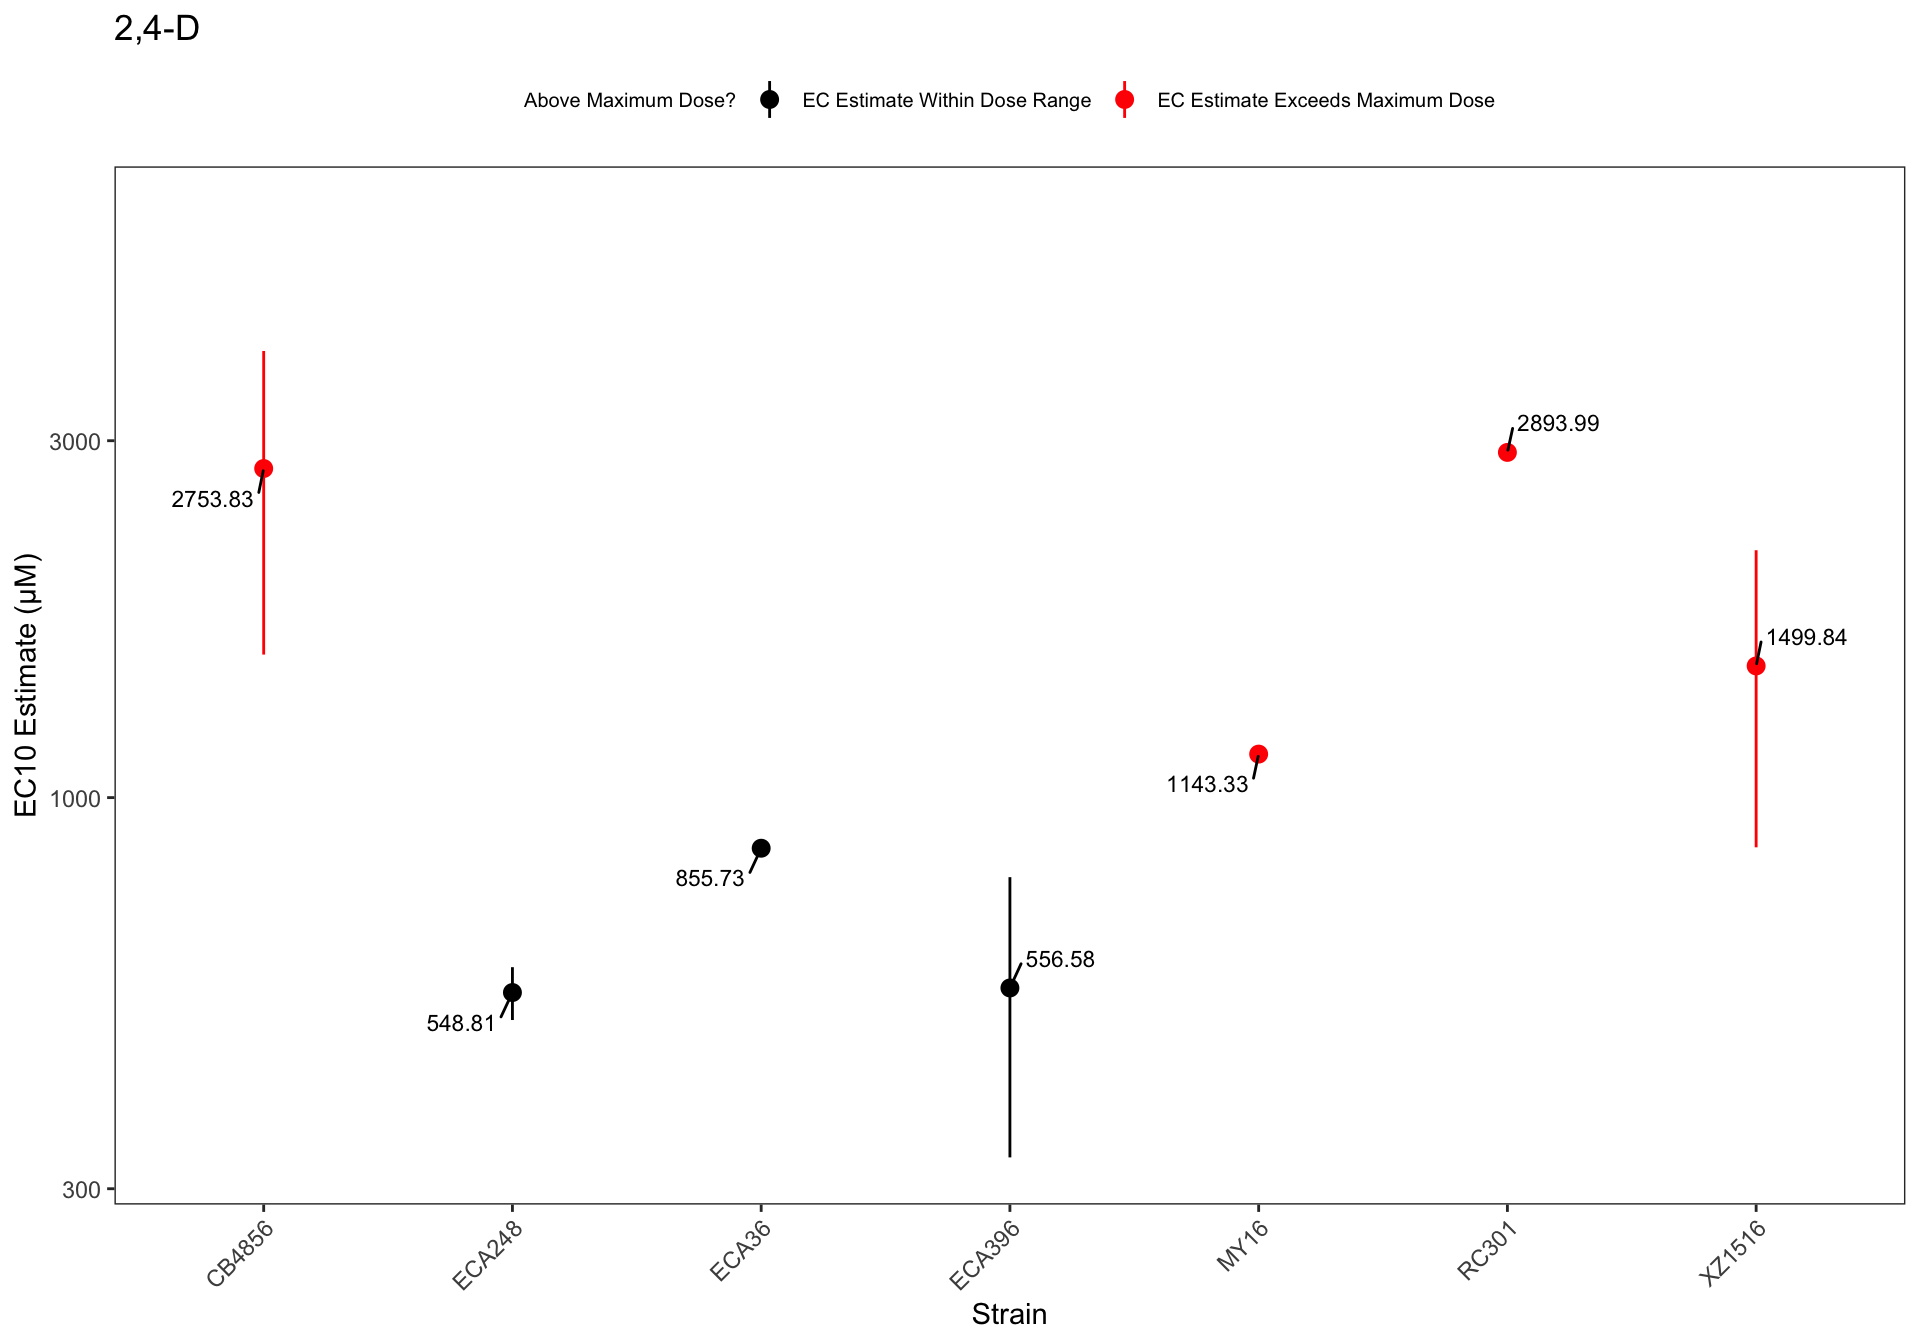 2,4-D
Above Maximum Dose? EC Estimate Within Dose Range EC Estimate Exceeds Maximum Dose
EC10 Estimate (µM)
3000
1000
300
2753.83
548.81
855.73
556.58
1143.33
2893.99
1499.84
CB4856
ECA248
ECA36
ECA396
MY16
RC301
XZ1516
Strain